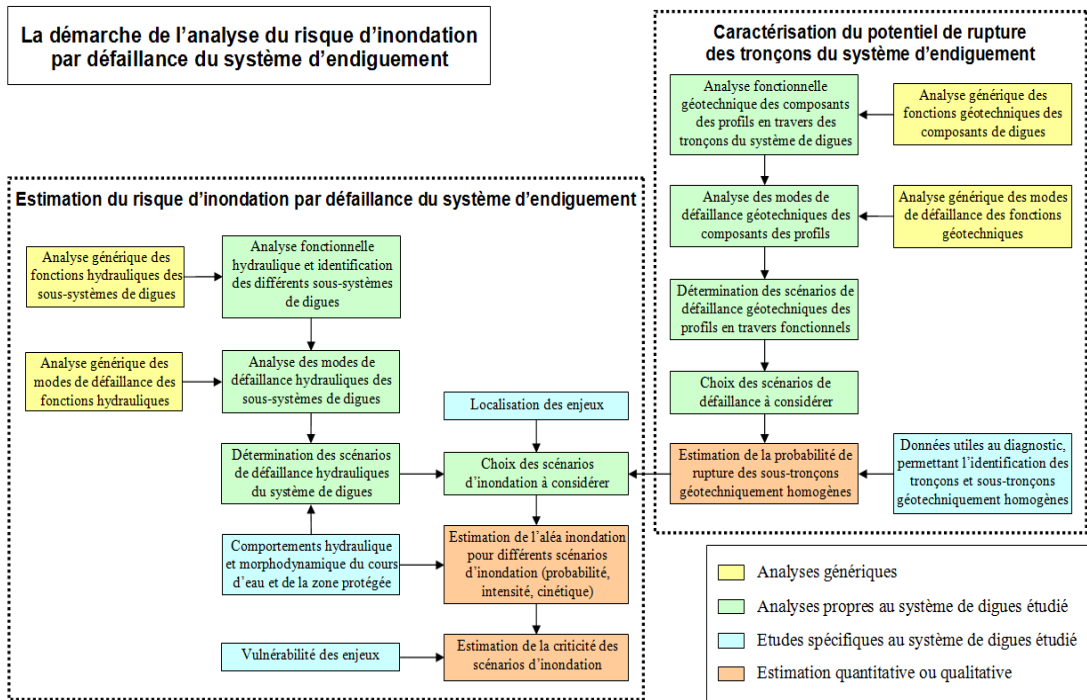 La démarche de l'analyse du risque d'inondation
par défaillance du système d'endiguement
Caractérisation du potentiel de rupture
des tronçons du système d'endiguement
Analyse fonctionnelle
géotechnique des composants
des profils en travers des
tronçons du système de digues
Analyse générique des
fonctions géotechniques des
composants de digues
Analyse des modes de
défaillance géotechniques des
composants des profils
Analyse générique des modes
de défaillance des fonctions
géotechniques
Détermination des scénarios de
défaillance géotechniques des
profils en travers fonctionnels
Choix des scénarios de
défaillance à considérer
Estimation de la probabilité de
rupture des sous-tronçons
géotechniquement homogènes
Données utiles au diagnostic,
permettant l'identification des
tronçons et sous-tronçons
géotechniquement homogènes
Estimation du risque d'inondation par défaillance du système d'endiguement
Analyse générique des
fonctions hydrauliques des
sous-systèmes de digues
Analyse fonctionnelle
hydraulique et identification
des différents sous-systèmes
de digues
Analyse générique des
modes de défaillance des
fonctions hydrauliques
Analyse des modes de
défaillance hydrauliques des
sous-systèmes de digues
Localisation des enjeux
Détermination des scénarios
de défaillance hydrauliques
du système de digues
Choix des scénarios
d'inondation à considérer
Comportements hydraulique
et morphodynamique du cours
d'eau et de la zone protégée
Estimation de l'aléa inondation
pour différents scénarios
d'inondation (probabilité,
intensité, cinétique)
Vulnérabilité des enjeux
Estimation de la criticité des
scénarios d'inondation
Analyses génériques
Analyses propres au système de digues étudié
Etudes spécifiques au système de digues étudié
Estimation quantitative ou qualitative